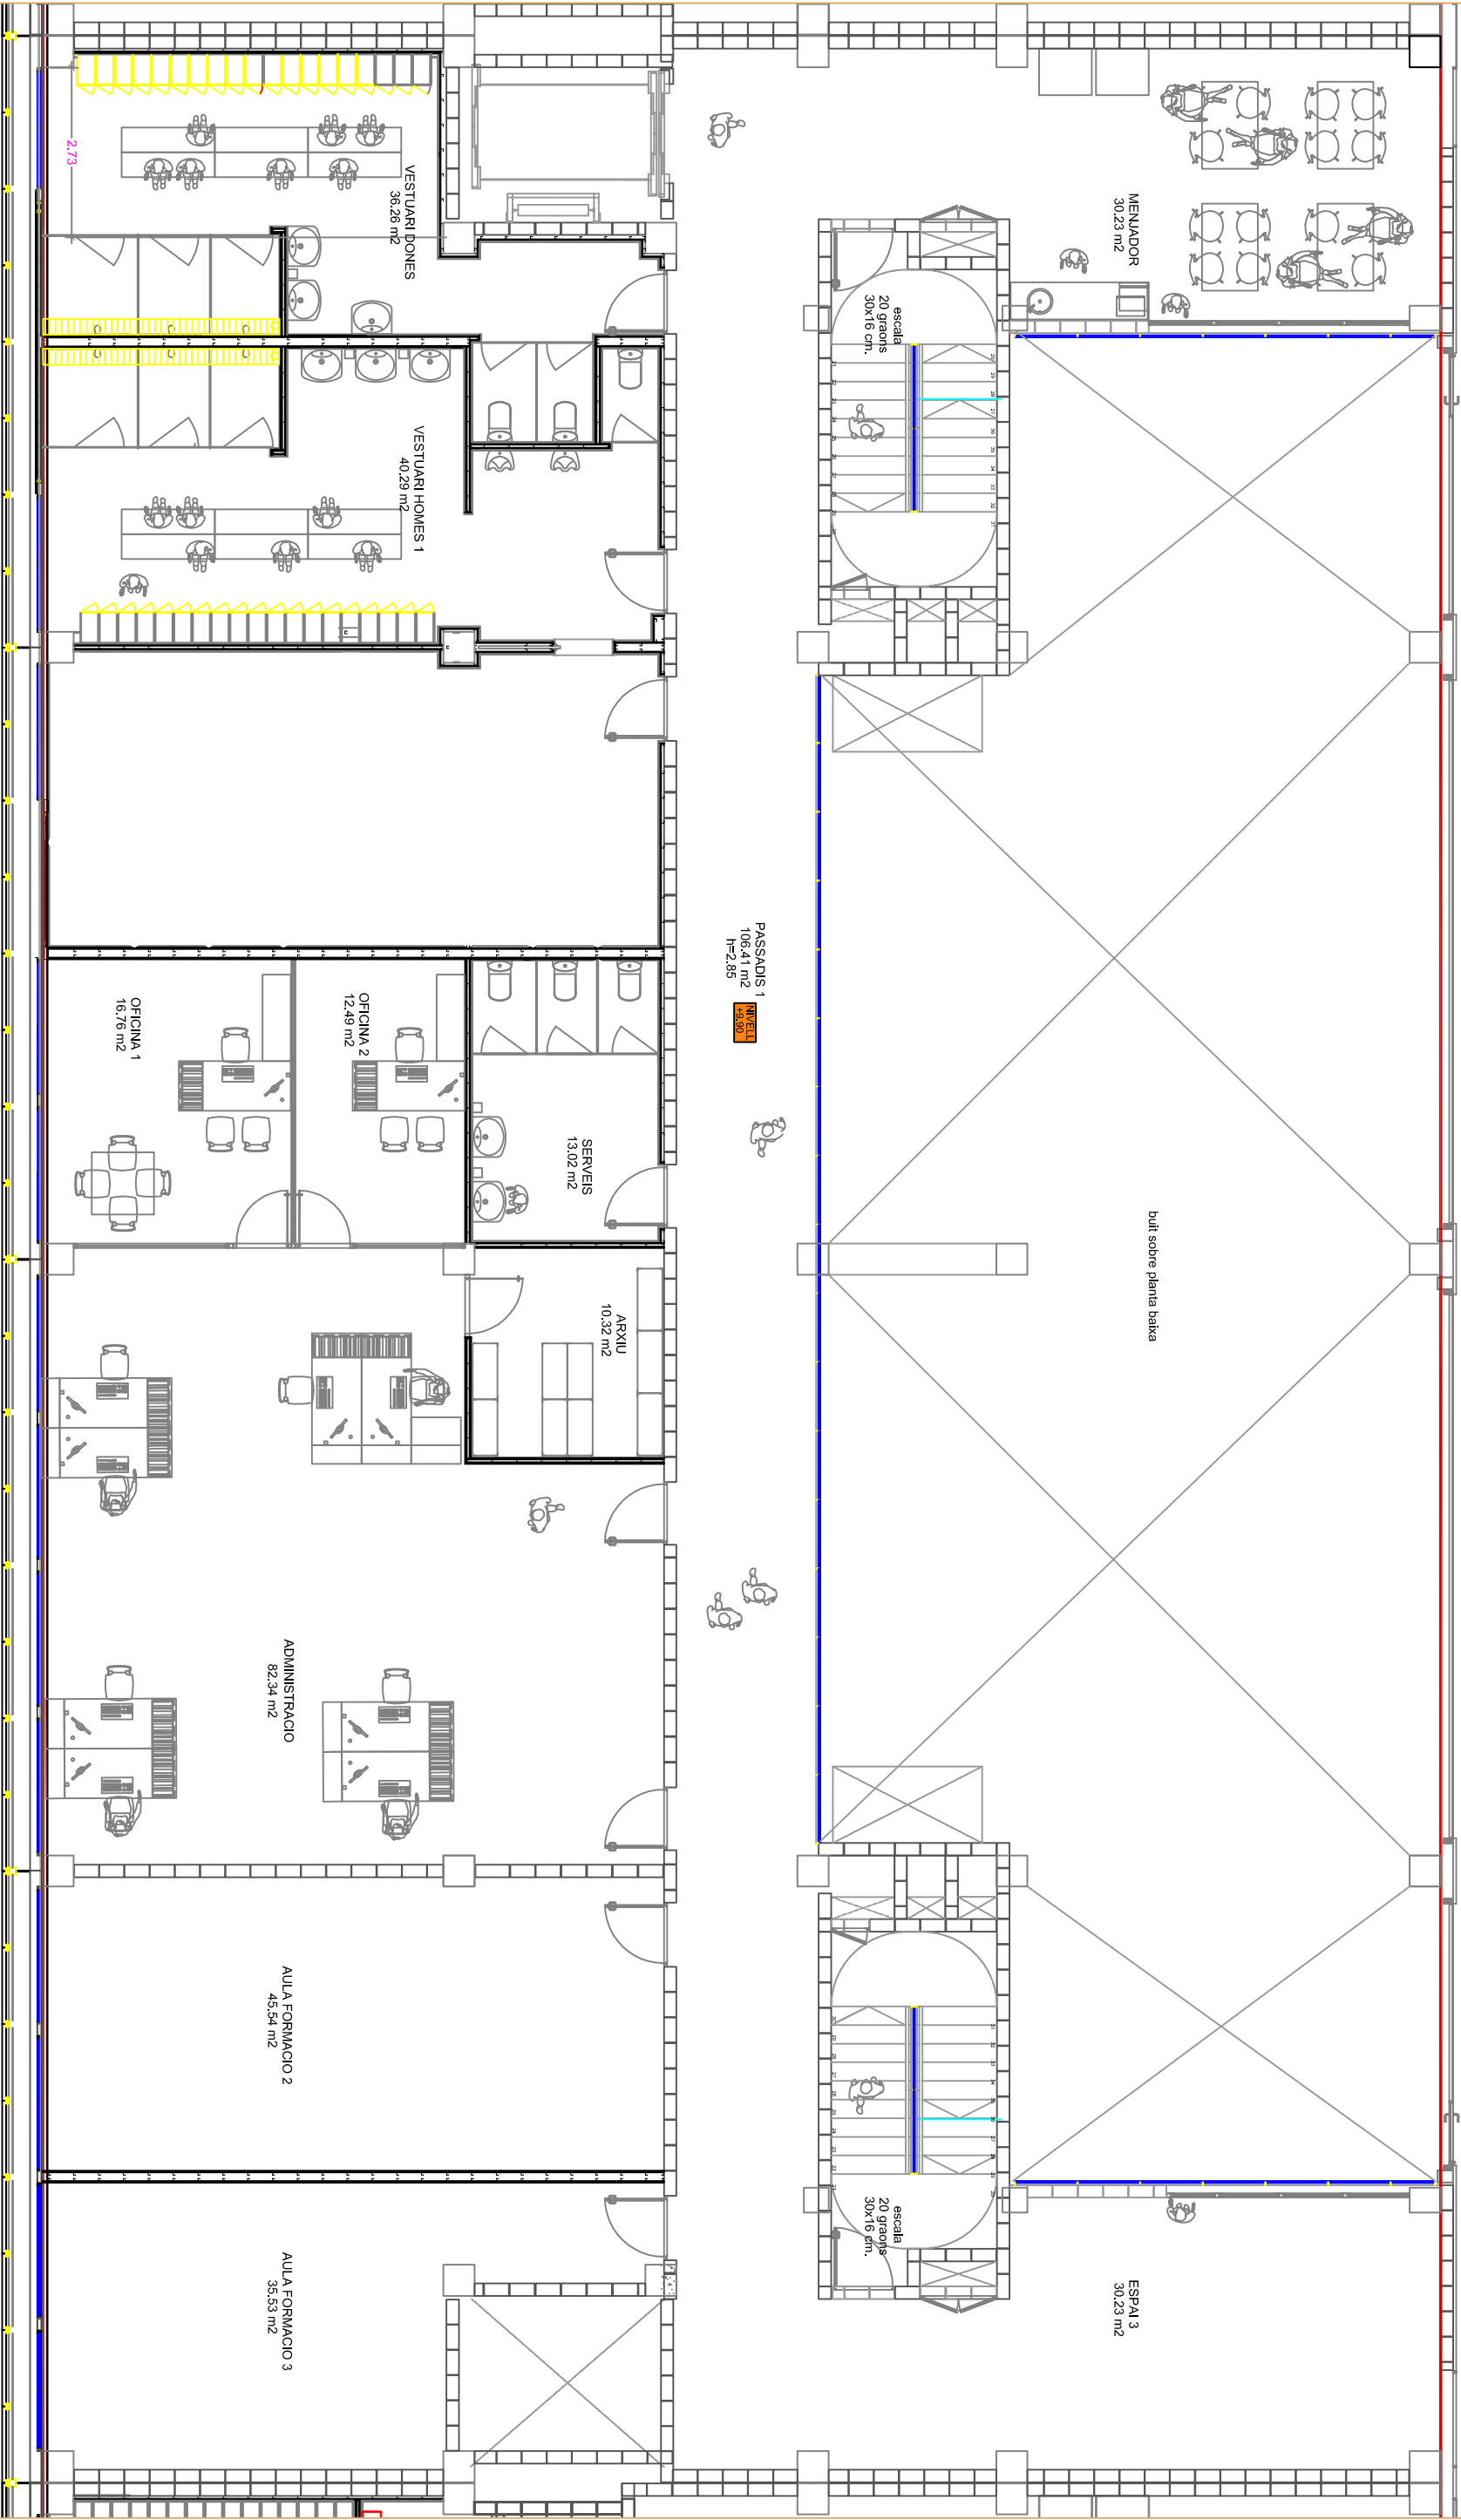 2.73
VESTUARI DONES
36.26 m2
MENJADOR
30.23 m2
escala
20 graons
30x16 cm.
VESTUARI HOMES 1
40.29 m2
PASSADIS 1
106.41 m2
h=2.85
NIVELL
+9.90
OFICINA 1
16.76 m2
OFICINA 2
12.49 m2
SERVEIS
13.02 m2
buit sobre planta baixa
ARXIU
10.32 m2
ADMINISTRACIO
82.34 m2
AULA FORMACIO 2
45.54 m2
escala
20 graons
30x16 cm.
AULA FORMACIO 3
35.53 m2
ESPAI 3
30.23 m2